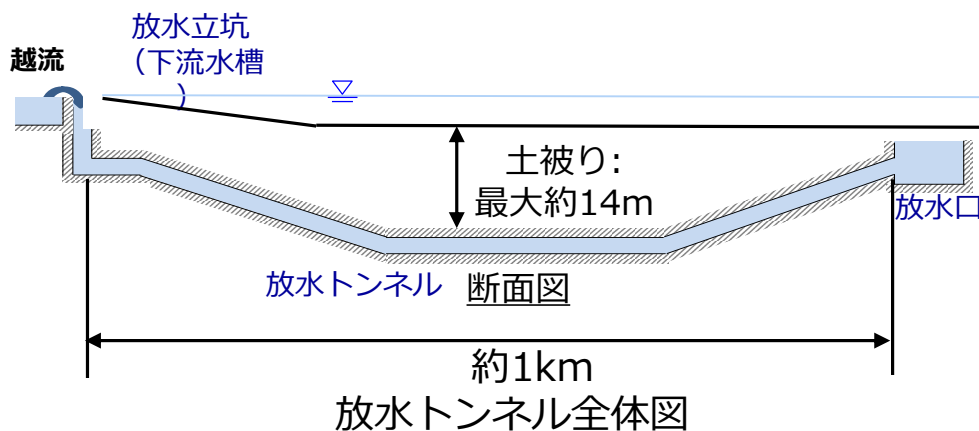 放水立坑
（下流水槽
）
越流
土被り：
最大約14m
放水口
放水トンネル
断面図
約1km
放水トンネル全体図